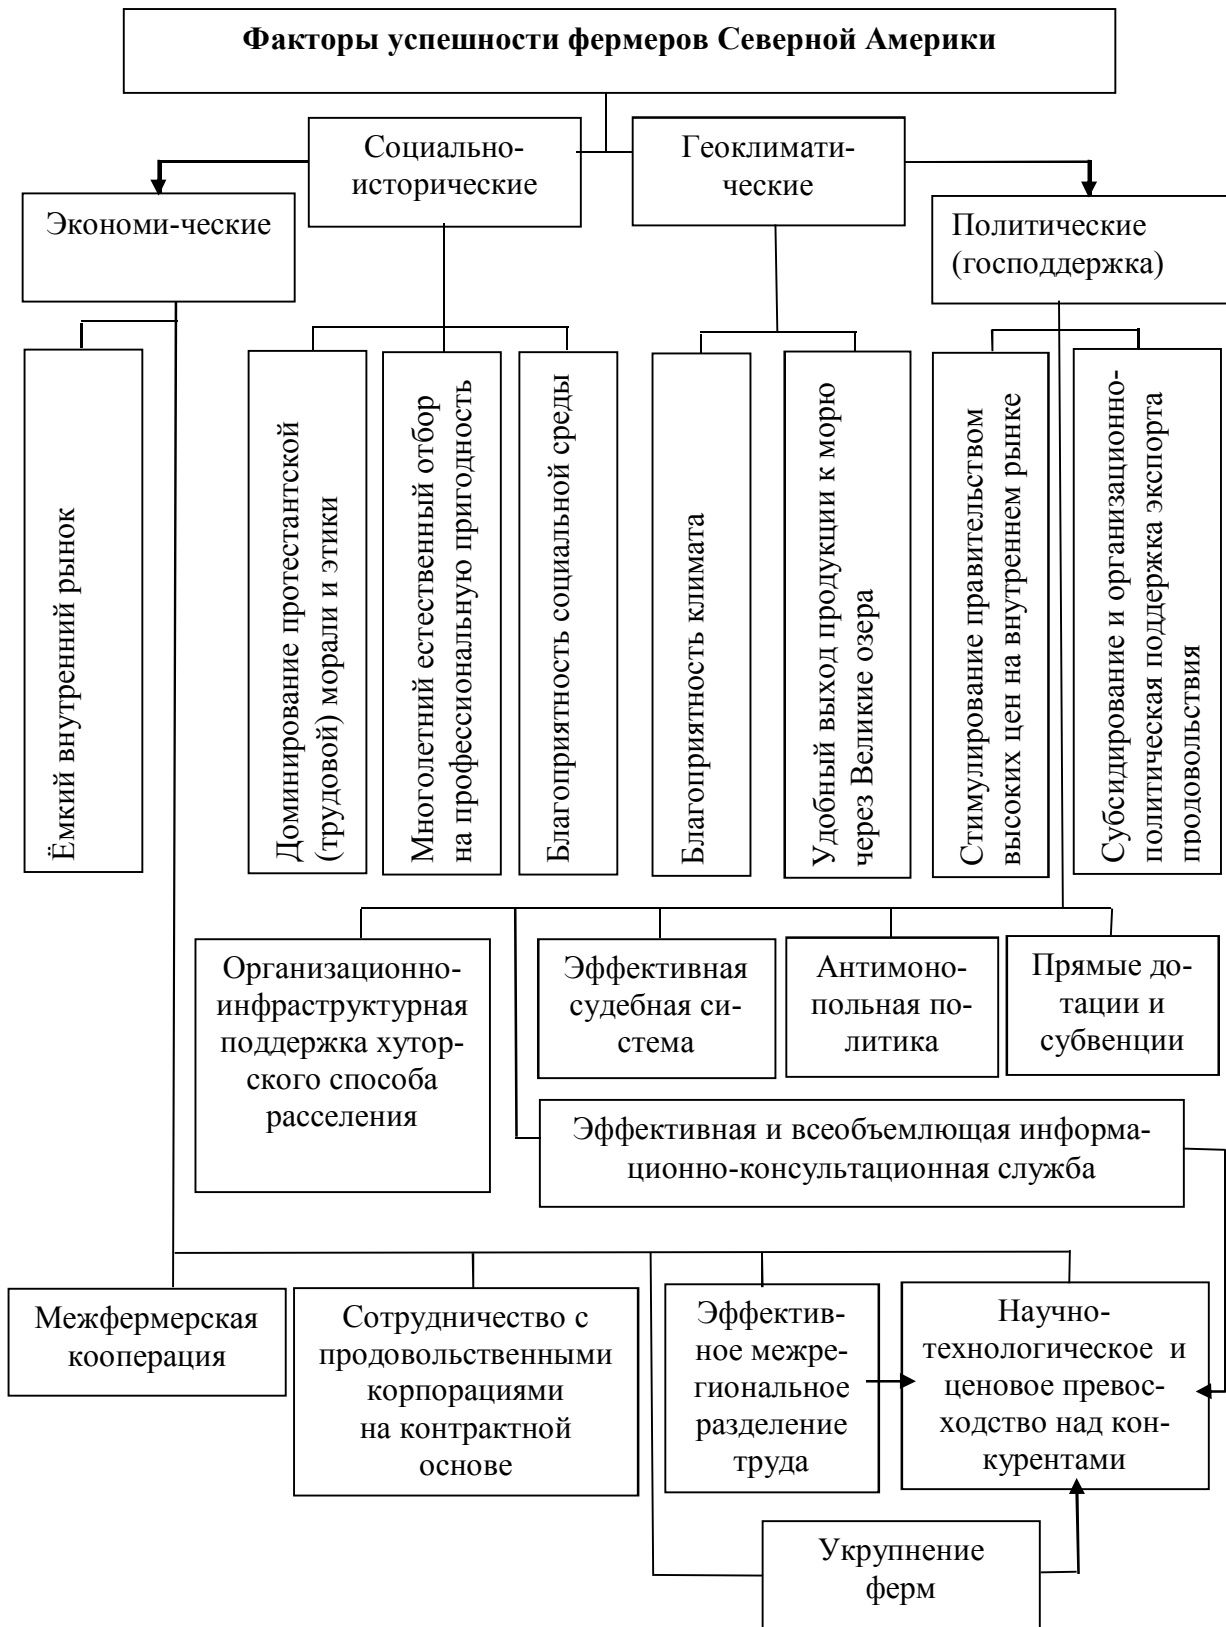 Факторы успешности фермеров Северной Америки
Социально-
исторические
Геоклимати-
ческие
Экономи-ческие
Политические
(господдержка)
Ёмкий внутренний рынок
Доминирование протестантской
(трудовой) морали и этики
Многолетний естественный отбор
на профессиональную пригодность
Благоприятность социальной среды
Благоприятность климата
Удобный выход продукции к морю
через Великие озера
Стимулирование правительством
высоких цен на внутреннем рынке
Субсидирование и организационно-
политическая поддержка экспорта
продовольствия
Организационно-
инфраструктурная
поддержка хутор-
ского способа
расселения
Эффективная
судебная си-
стема
Антимоно-
польная по-
литика
Прямые до-
тации и
субвенции
Эффективная и всеобъемлющая информа-
ционно-консультационная служба
Межфермерская
кооперация
Сотрудничество с
продовольственными
корпорациями
на контрактной
основе
Эффектив-
ное межре-
гиональное
разделение
труда
Научно-
технологическое и
ценовое превос-
ходство над кон-
курентами
Укрупнение
ферм